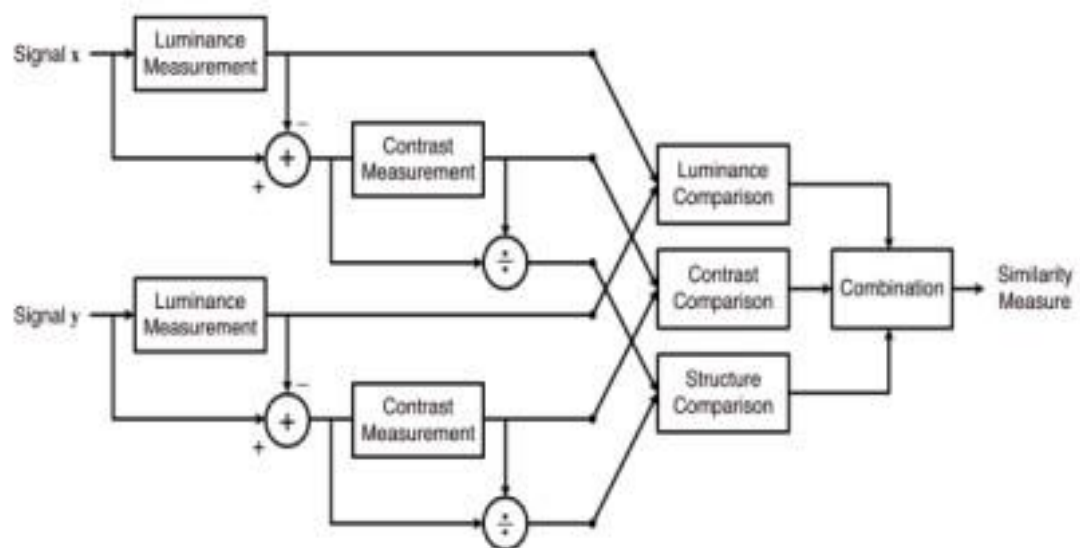 Signal x
Luminance
Measurement
−
+
+
Contrast
Measurement
÷
Signal y
Luminance
Measurement
−
+
+
Contrast
Measurement
÷
Luminance
Comparison
Contrast
Comparison
Structure
Comparison
Combination
Similarity
Measure